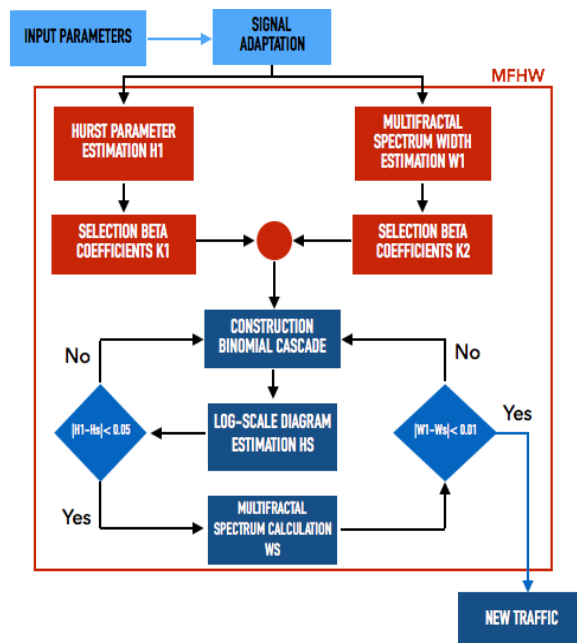 INPUT PARAMETERS
SIGNAL
ADAPTATION
MFHW
HURST PARAMETER
ESTIMATION H1
MULTIFRACTAL
SPECTRUM WIDTH
ESTIMATION W1
SELECTION BETA
COEFFICIENTS K1
SELECTION BETA
COEFFICIENTS K2
CONSTRUCTION
BINOMIAL CASCADE
No
No
|H1-Hs|< 0.05
LOG-SCALE DIAGRAM
ESTIMATION HS
|W1-Ws|< 0.01
Yes
Yes
MULTIFRACTAL
SPECTRUM CALCULATION
WS
NEW TRAFFIC